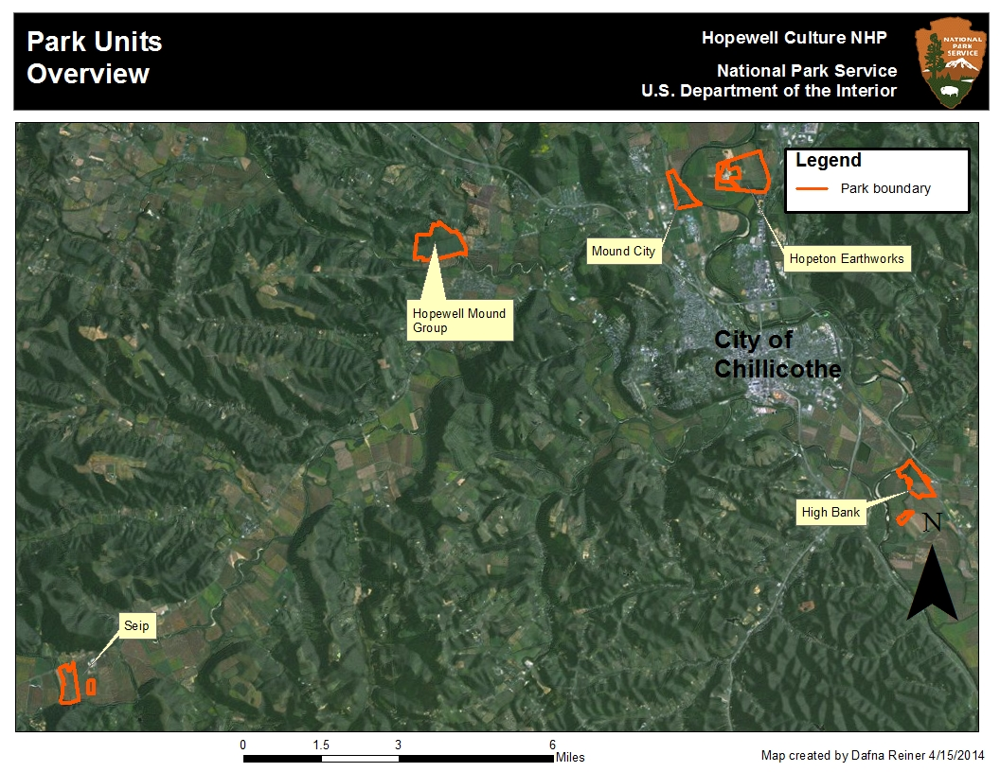 Park Units
Overview
Hopewell Culture NHP
National Park Service
U.S. Department of the Interior
NATIONAL
PARK
SERVICE
Legend
Park boundary
Mound City
Hopeton Earthworks
Hopewell Mound
Group
City of
Chillicothe
High Bank
N
Seip
0 1.5 3 6
Miles
Map created by Dafna Reiner 4/15/2014